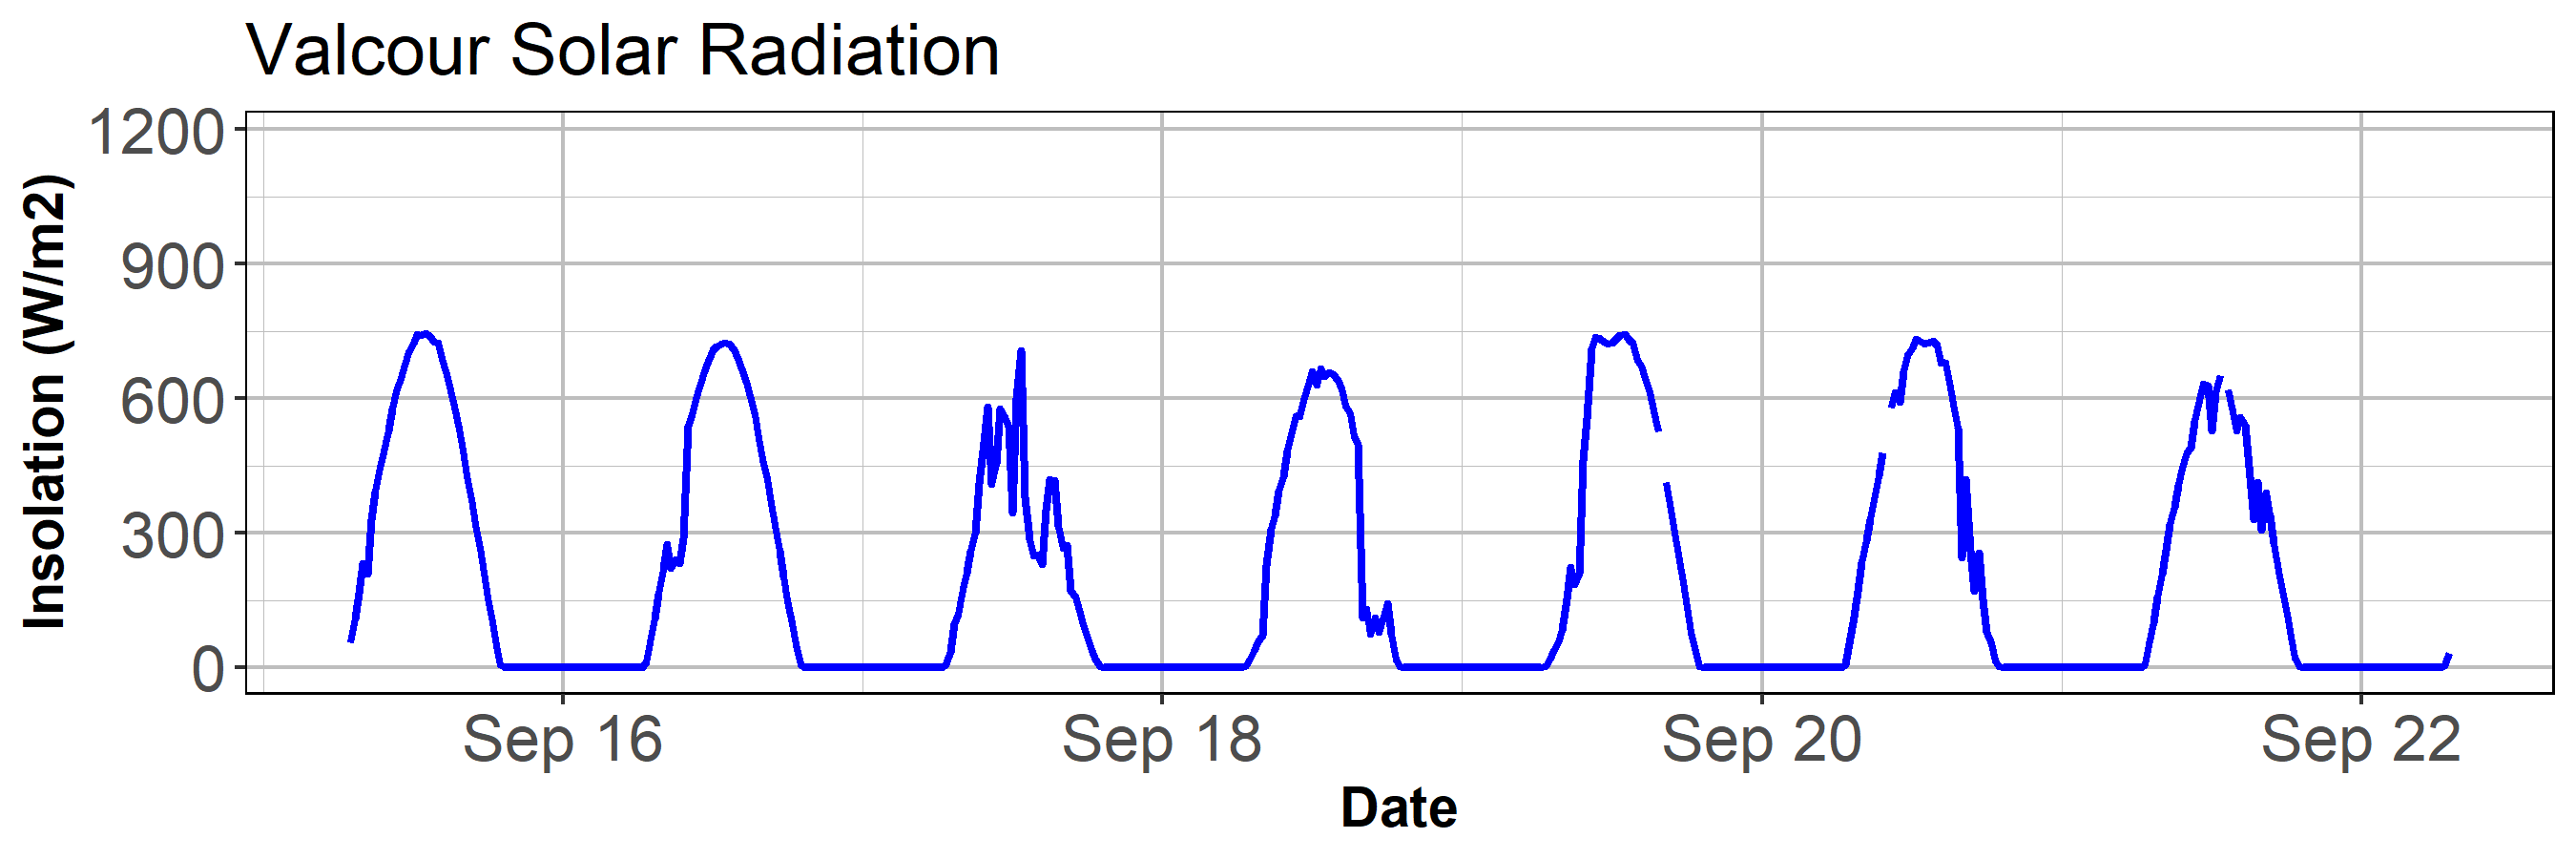 Valcour Solar Radiation
1200
900
600
300
0
Insolation (W/m2)
Sep 16 Sep 18 Sep 20 Sep 22
Date